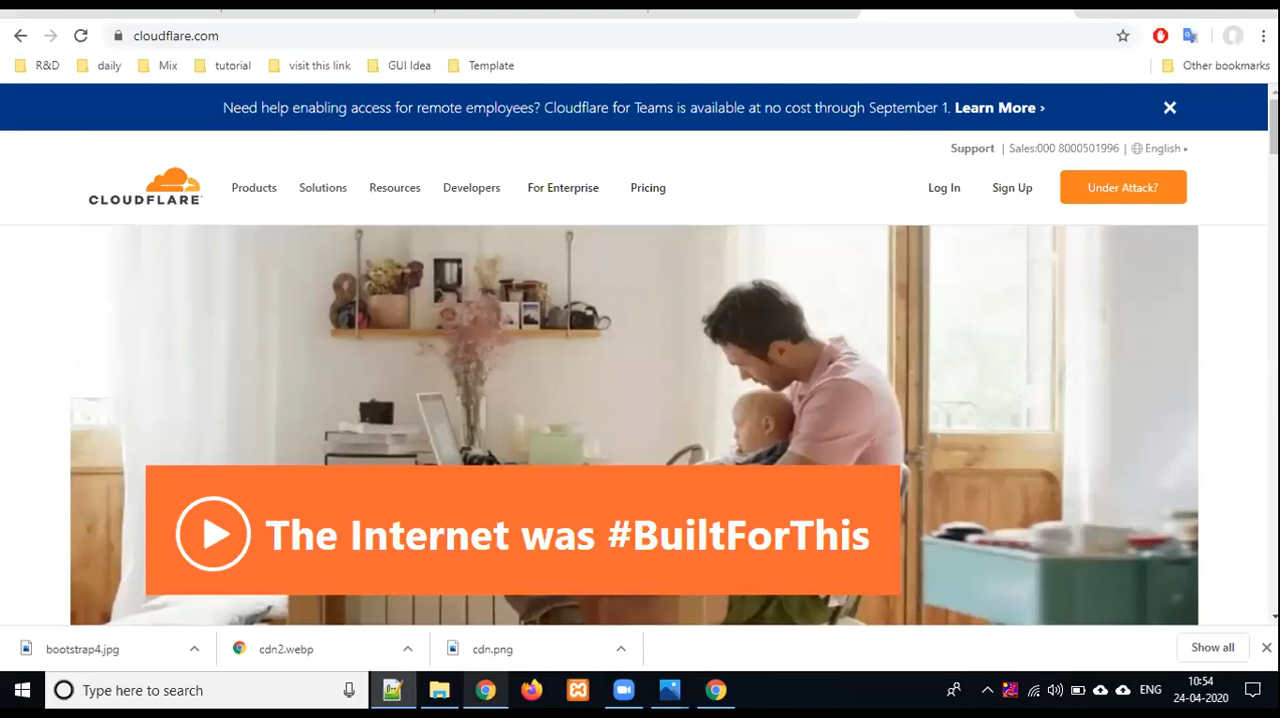 cloudflare.com
R&D
daily
Mix
tutorial
visit this link
GUI Idea
Template
Other bookmarks
Need help enabling access for remote employees? Cloudflare for Teams is available at no cost through September 1. Learn More ›
Support | Sales:000 8000501996 | English ▸
CLOUDFLARE
Products
Solutions
Resources
Developers
For Enterprise
Pricing
Log In
Sign Up
Under Attack?
The Internet was #BuiltForThis
bootstrap4.jpg
cdn2.webp
cdn.png
Show all
Type here to search
ENG
10:54
24-04-2020